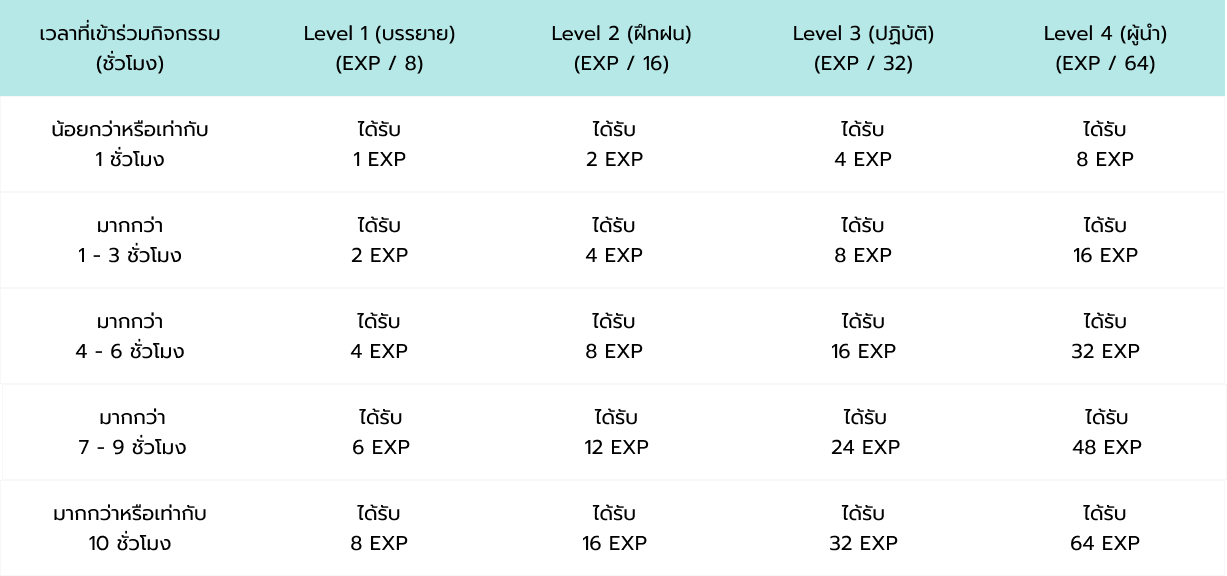 เวลาที่เข้าร่วมกิจกรรม
(ชั่วโมง)
Level 1 (บรรยาย)
(EXP / 8)
Level 2 (ฝึกฝน)
(EXP / 16)
Level 3 (ปฏิบัติ)
(EXP / 32)
Level 4 (ผู้นำ)
(EXP / 64)
น้อยกว่าหรือเท่ากับ
1 ชั่วโมง
ได้รับ
1 EXP
ได้รับ
2 EXP
ได้รับ
4 EXP
ได้รับ
8 EXP
มากกว่า
1 - 3 ชั่วโมง
ได้รับ
2 EXP
ได้รับ
4 EXP
ได้รับ
8 EXP
ได้รับ
16 EXP
มากกว่า
4 - 6 ชั่วโมง
ได้รับ
4 EXP
ได้รับ
8 EXP
ได้รับ
16 EXP
ได้รับ
32 EXP
มากกว่า
7 - 9 ชั่วโมง
ได้รับ
6 EXP
ได้รับ
12 EXP
ได้รับ
24 EXP
ได้รับ
48 EXP
มากกว่าหรือเท่ากับ
10 ชั่วโมง
ได้รับ
8 EXP
ได้รับ
16 EXP
ได้รับ
32 EXP
ได้รับ
64 EXP